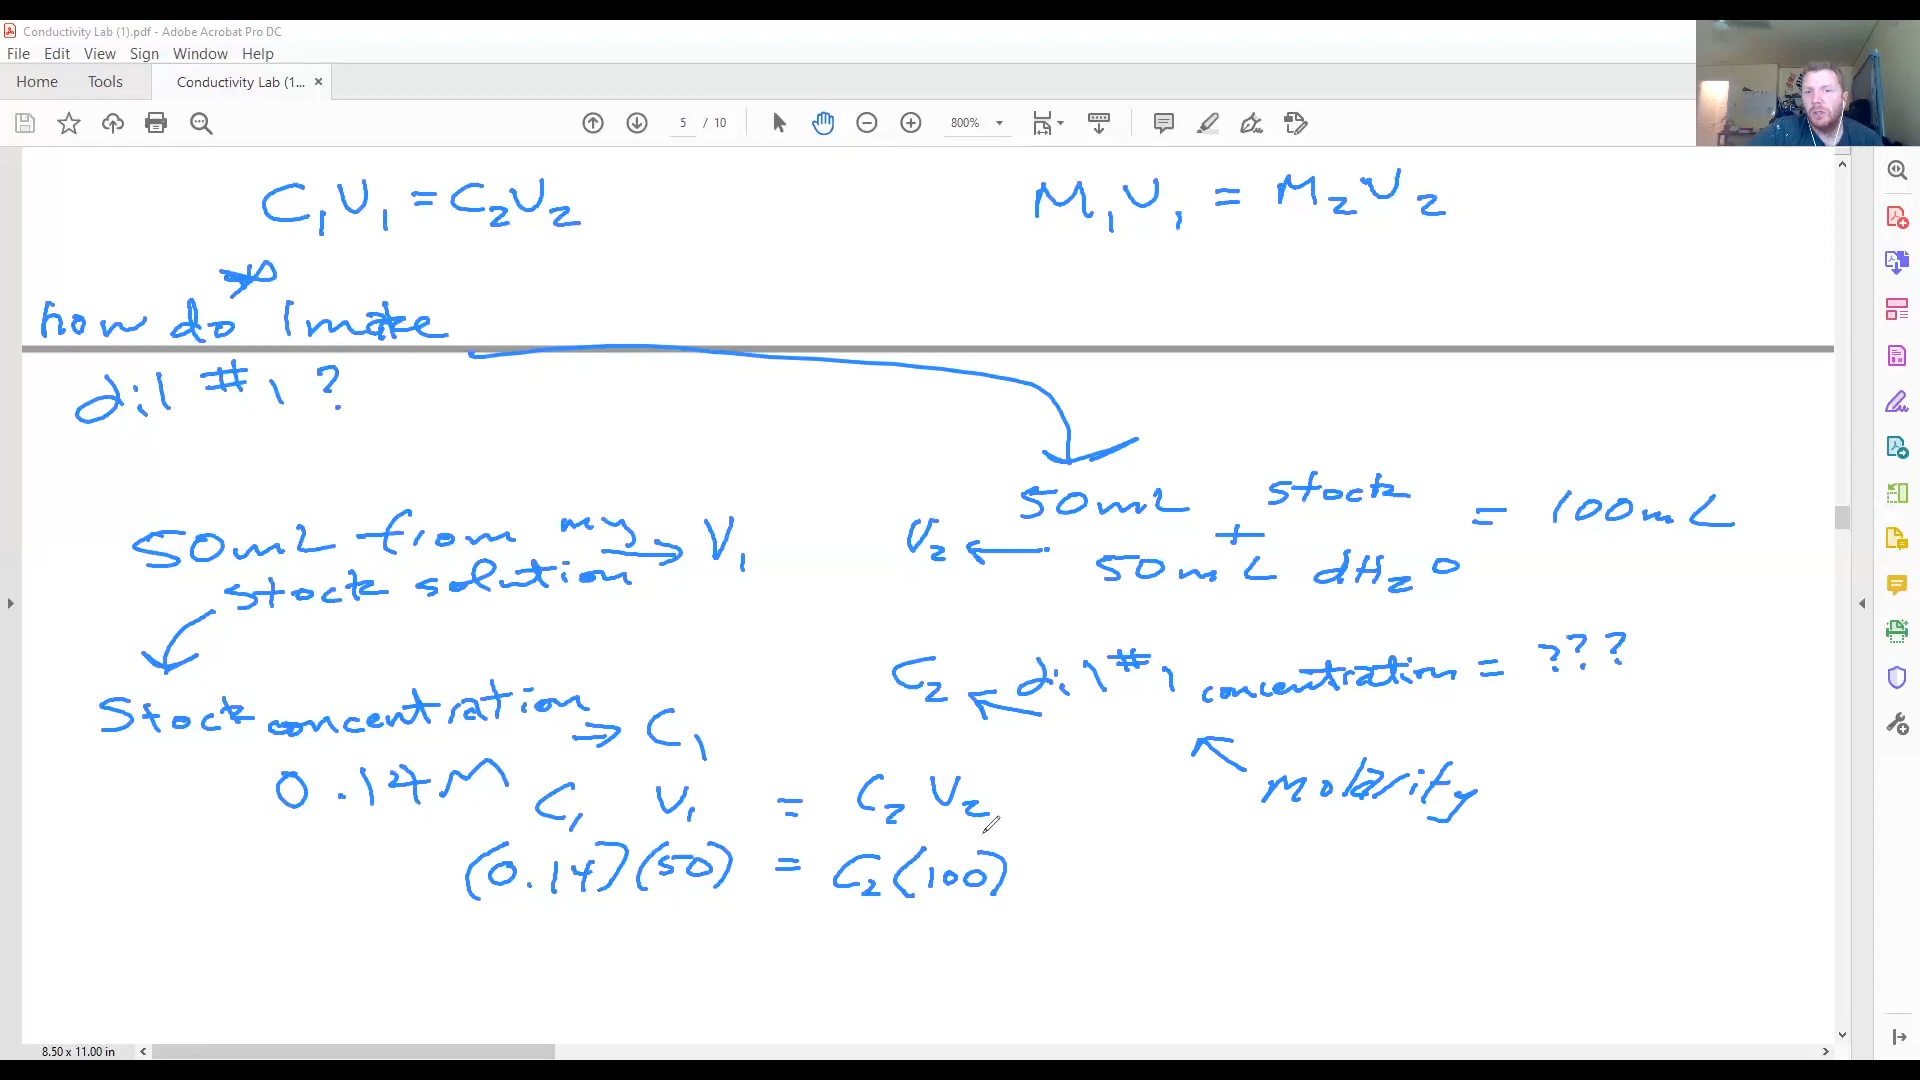 Conductivity Lab (1).pdf - Adobe Acrobat Pro DC
File Edit View Sign Window Help
Home Tools Conductivity Lab (1... ×
5 / 10 800%
C₁V₁ = C₂V₂
M₁V₁ = M₂V₂
how do I make
dil #1 ?
50mL from my → V₁
stock solution
V₂ ← 50mL stock
+
50mL dH₂O
= 100mL
Stock concentration → C₁
0.14M
C₂ ← dil #1 concentration = ???
molarity
C₁ V₁ = C₂ V₂
(0.14)(50) = C₂(100)
8.50 x 11.00 in